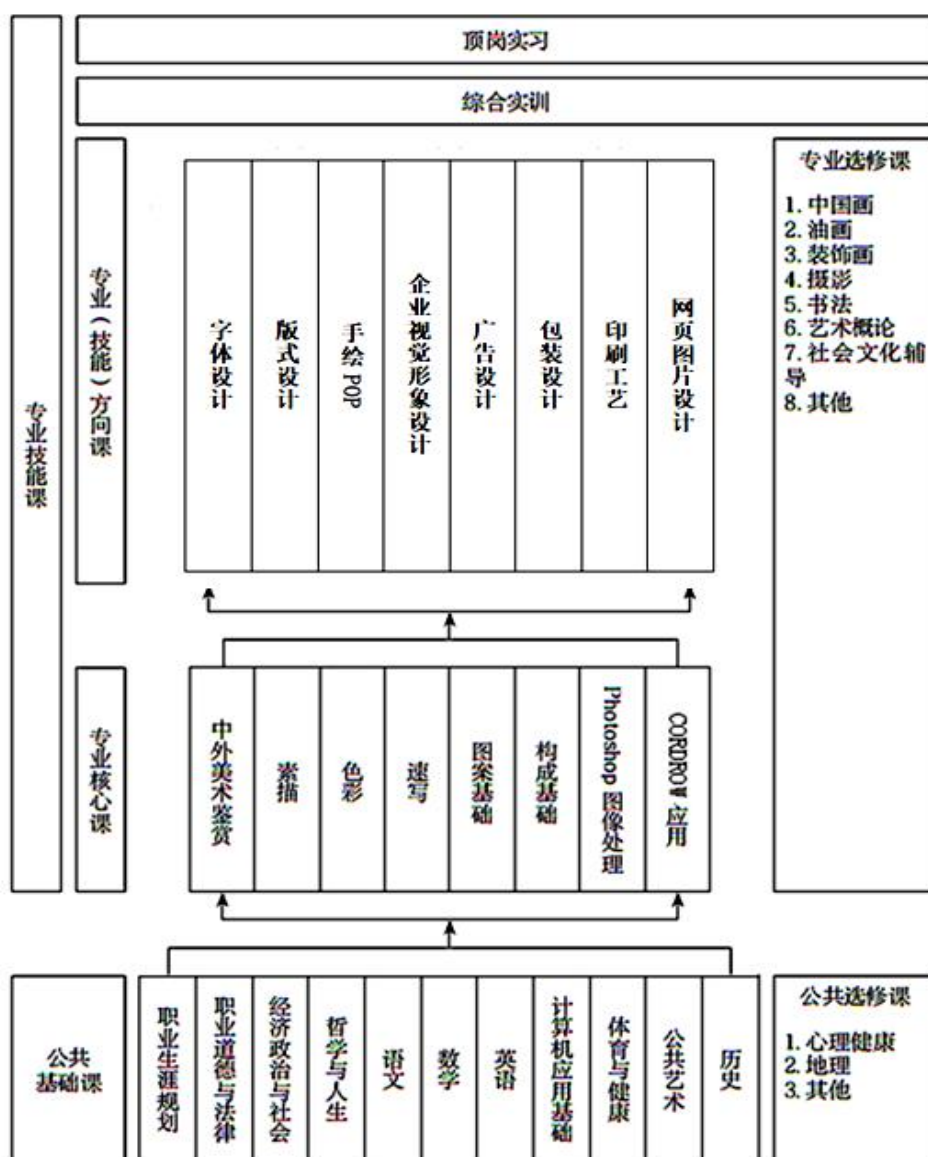 顶岗实习
综合实训
专业技能课
专业（技能）方向课
字体设计
版式设计
手绘 POP
企业视觉形象设计
广告设计
包装设计
印刷工艺
网页图片设计
专业选修课
1. 中国画
2. 油画
3. 装饰画
4. 摄影
5. 书法
6. 艺术概论
7. 社会文化辅
导
8. 其他
专业核心课
中外美术鉴赏
素描
色彩
速写
图案基础
构成基础
Photoshop 图像处理
CORDROW 应用
公共
基础课
职业生涯规划
职业道德与法律
经济政治与社会
哲学与人生
语文
数学
英语
计算机应用基础
体育与健康
公共艺术
历史
公共选修课
1. 心理健康
2. 地理
3. 其他